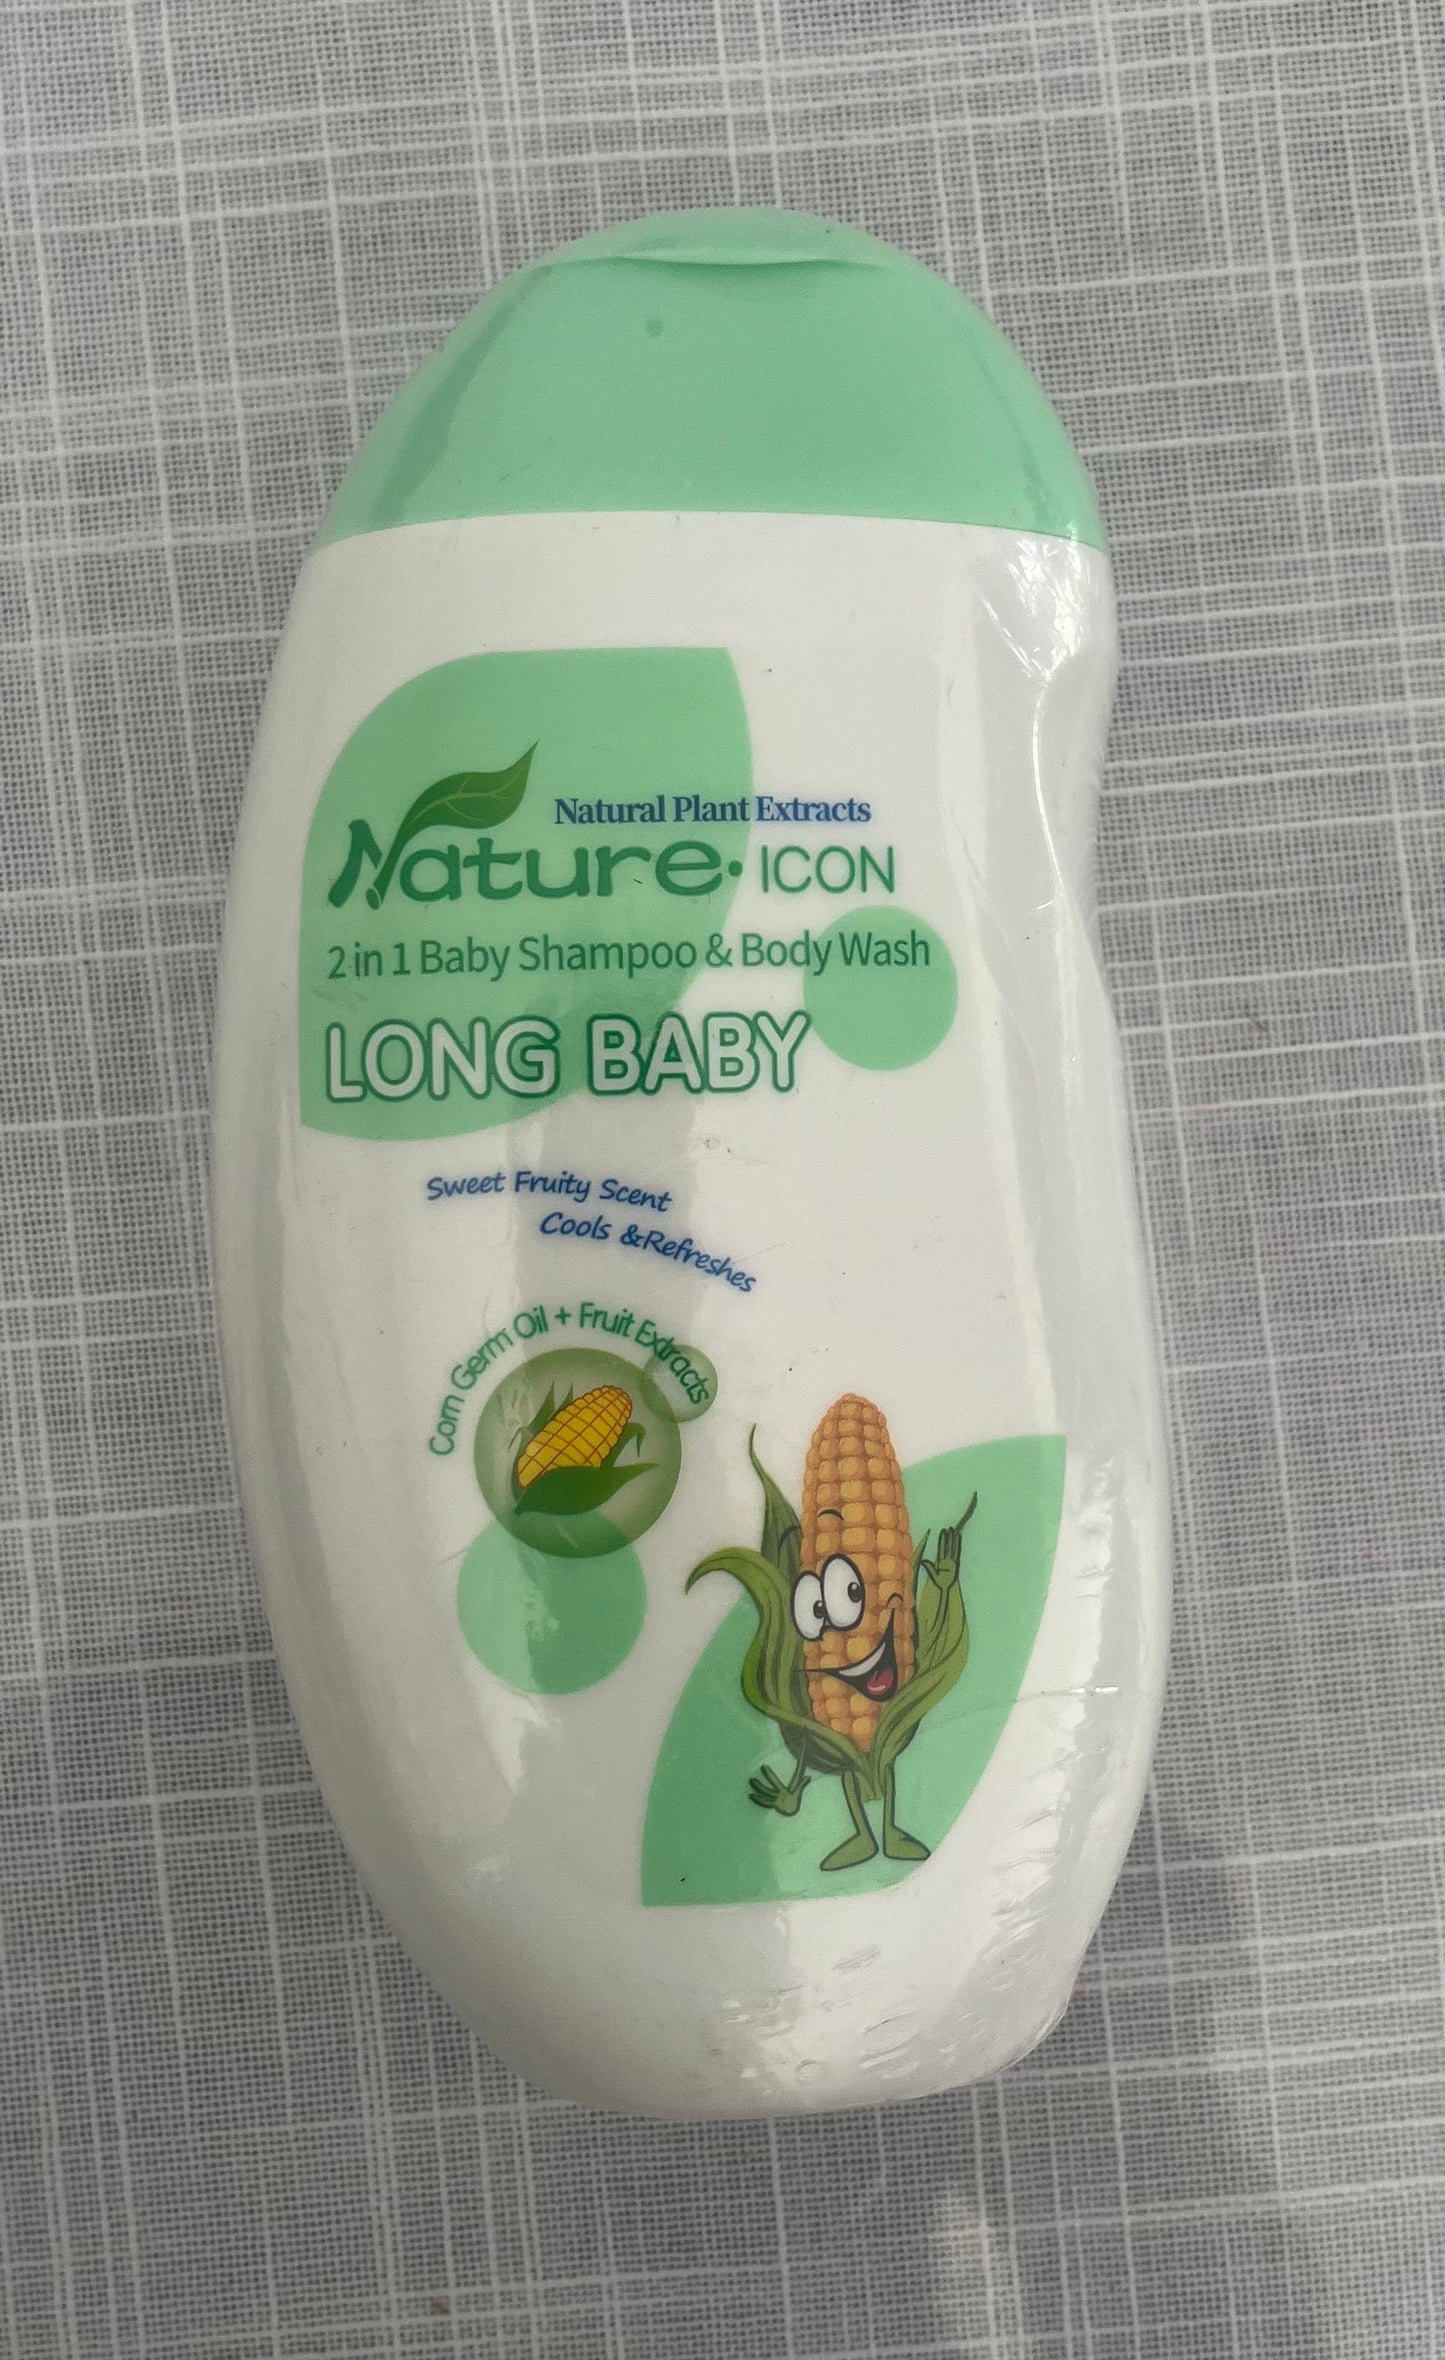 Natural Plant Extracts
Nature· ICON
2 in 1 Baby Shampoo & Body Wash
LONG BABY
Sweet Fruity Scent
Cools &Refreshes
Corn Germ Oil + Fruit Extracts